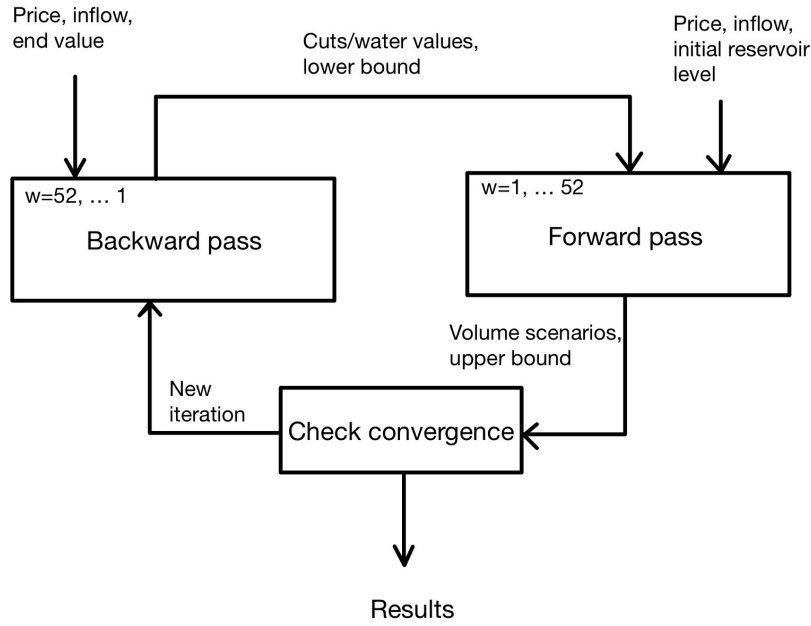 Price, inflow,
end value
Cuts/water values,
lower bound
Price, inflow,
initial reservoir
level
w=52, ... 1
Backward pass
w=1, ... 52
Forward pass
Volume scenarios,
upper bound
New
iteration
Check convergence
Results